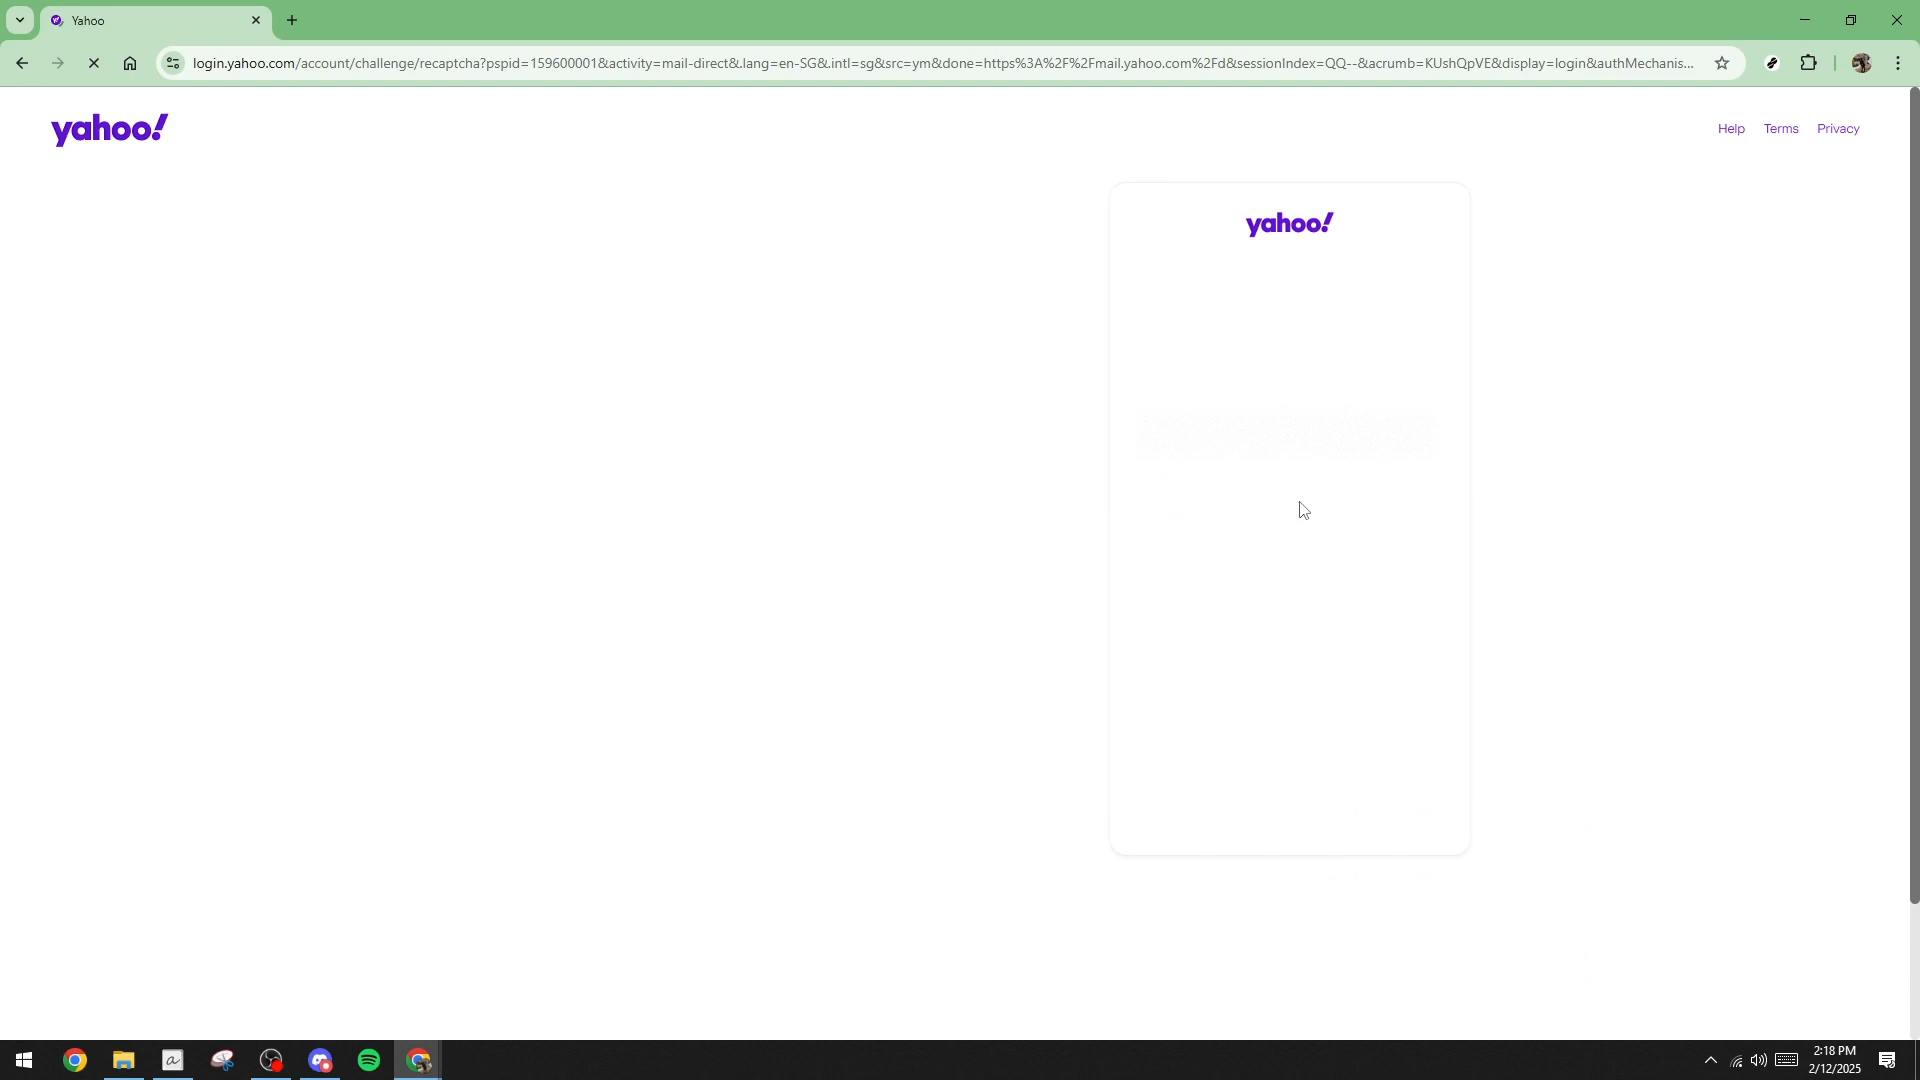 Yahoo
login.yahoo.com/account/challenge/recaptcha?pspid=159600001&activity=mail-direct&.lang=en-SG&.intl=sg&src=ym&done=https%3A%2F%2Fmail.yahoo.com%2Fd&sessionIndex=QQ--&acrumb=KUshQpVE&display=login&authMechanis...
yahoo!
Help Terms Privacy
yahoo!
2:18 PM
2/12/2025